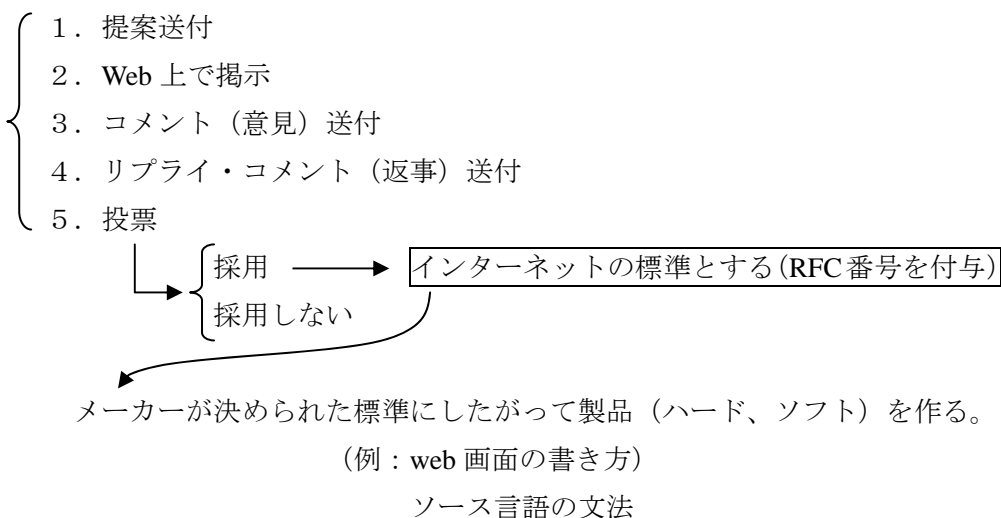 １．提案送付
２．Web 上で掲示
３．コメント（意見）送付
４．リプライ・コメント（返事）送付
５．投票
採用 インターネットの標準とする（RFC 番号を付与）
採用しない
メーカーが決められた標準にしたがって製品（ハード、ソフト）を作る。
（例：web 画面の書き方）
ソース言語の文法